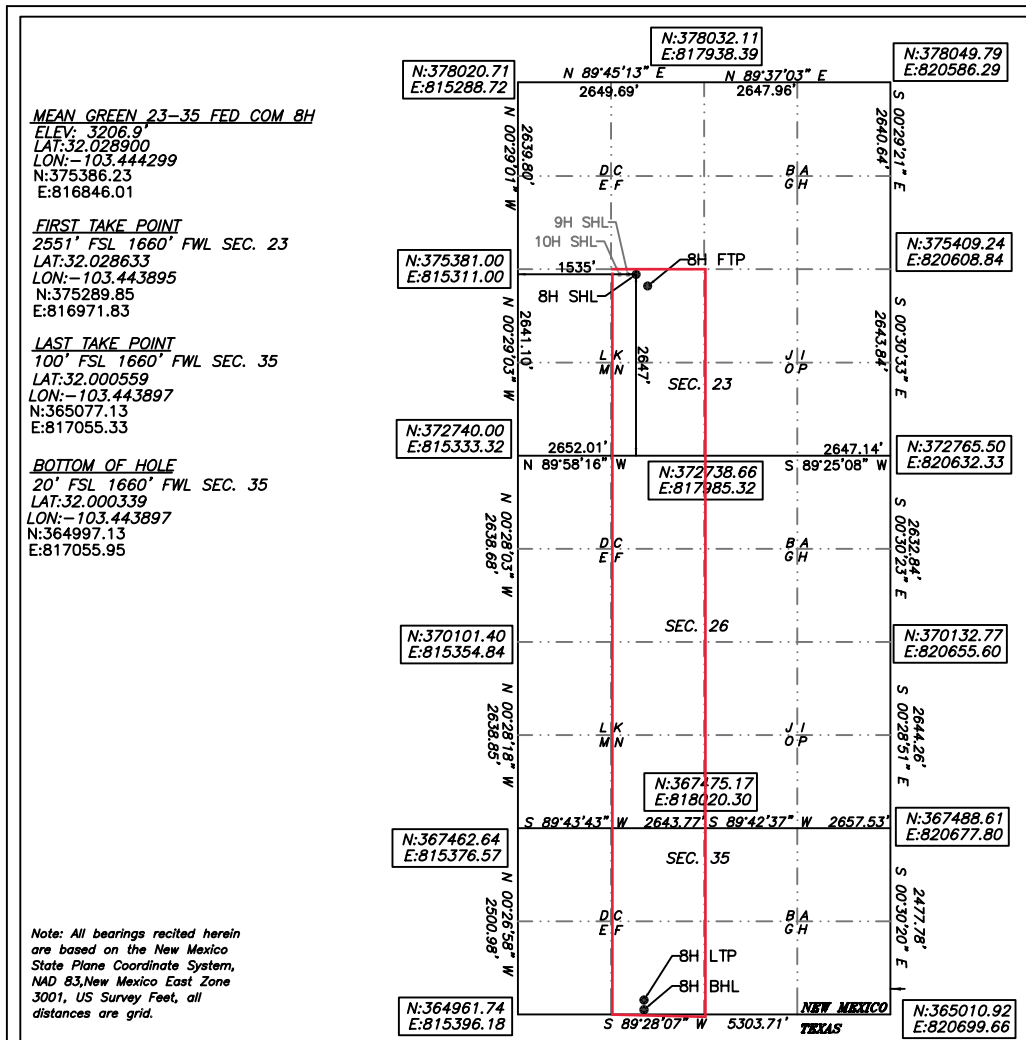 MEAN GREEN 23-35 FED COM 8H
ELEV: 3206.9'
LAT:32.028900
LON:-103.444299
N:375386.23
E:816846.01
FIRST TAKE POINT
2551' FSL 1660' FWL SEC. 23
LAT:32.028633
LON:-103.443895
N:375289.85
E:816971.83
LAST TAKE POINT
100' FSL 1660' FWL SEC. 35
LAT:32.000559
LON:-103.443897
N:365077.13
E:817055.33
BOTTOM OF HOLE
20' FSL 1660' FWL SEC. 35
LAT:32.000339
LON:-103.443897
N:364997.13
E:817055.95
Note: All bearings recited herein
are based on the New Mexico
State Plane Coordinate System,
NAD 83,New Mexico East Zone
3001, US Survey Feet, all
distances are grid.
N:378032.11
E:817938.39
N:378020.71
E:815288.72
N:378049.79
E:820586.29
N 89°45'13" E
2649.69'
N 89°37'03" E
2647.96'
N 00°29'01" W
2639.80'
S 00°29'21" E
2640.64'
D C
E F
B A
G H
9H SHL
10H SHL
8H FTP
1535'
8H SHL
2647'
N:375381.00
E:815311.00
N:375409.24
E:820608.84
N 00°29'03" W
2641.10'
S 00°30'33" E
2643.84'
L K
M N
J I
O P
SEC. 23
N:372740.00
E:815333.32
2652.01'
N 89°58'16" W
2647.14'
S 89°25'08" W
N:372765.50
E:820632.33
N:372738.66
E:817985.32
N 00°28'03" W
2638.68'
2632.84'
S 00°30'23" E
D C
E F
B A
G H
SEC. 26
N:370101.40
E:815354.84
N:370132.77
E:820655.60
N 00°28'18" W
2638.85'
2644.26'
S 00°28'51" E
L K
M N
J I
O P
N:367475.17
E:818020.30
S 89°43'43" W 2643.77'
S 89°42'37" W 2657.53'
N:367462.64
E:815376.57
N:367488.61
E:820677.80
SEC. 35
N 00°26'58" W
2500.98'
2477.78'
S 00°30'20" E
D C
E F
B A
G H
8H LTP
8H BHL
N:364961.74
E:815396.18
S 89°28'07" W 5303.71'
NEW MEXICO
TEXAS
N:365010.92
E:820699.66